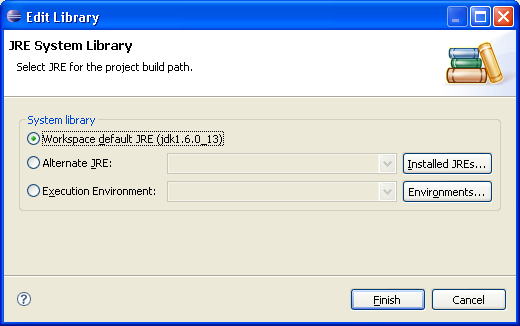 Edit Library
JRE System Library
Select JRE for the project build path.
System library
Workspace default JRE (jdk1.6.0_13)
Alternate JRE:
Installed JREs...
Execution Environment:
Environments...
?
Finish
Cancel